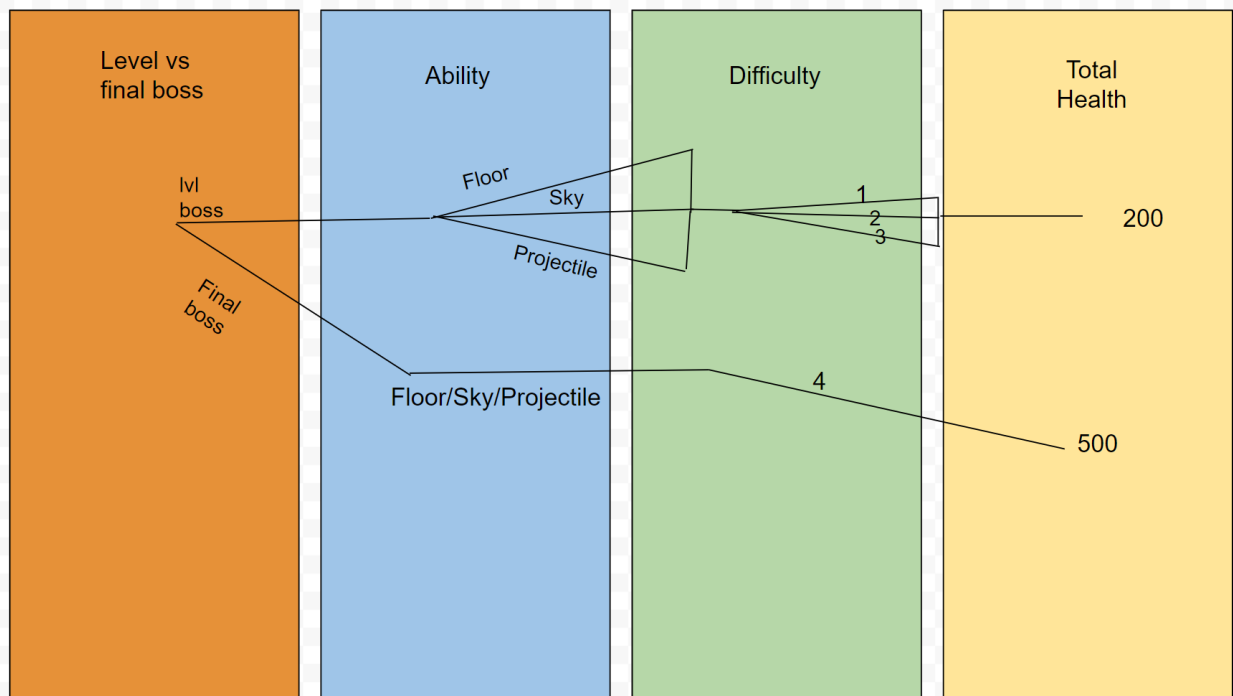 Level vs
final boss
Ability
Difficulty
Total
Health
lvl
boss
Floor
Sky
Projectile
1
2
3
200
Final
boss
Floor/Sky/Projectile
4
500